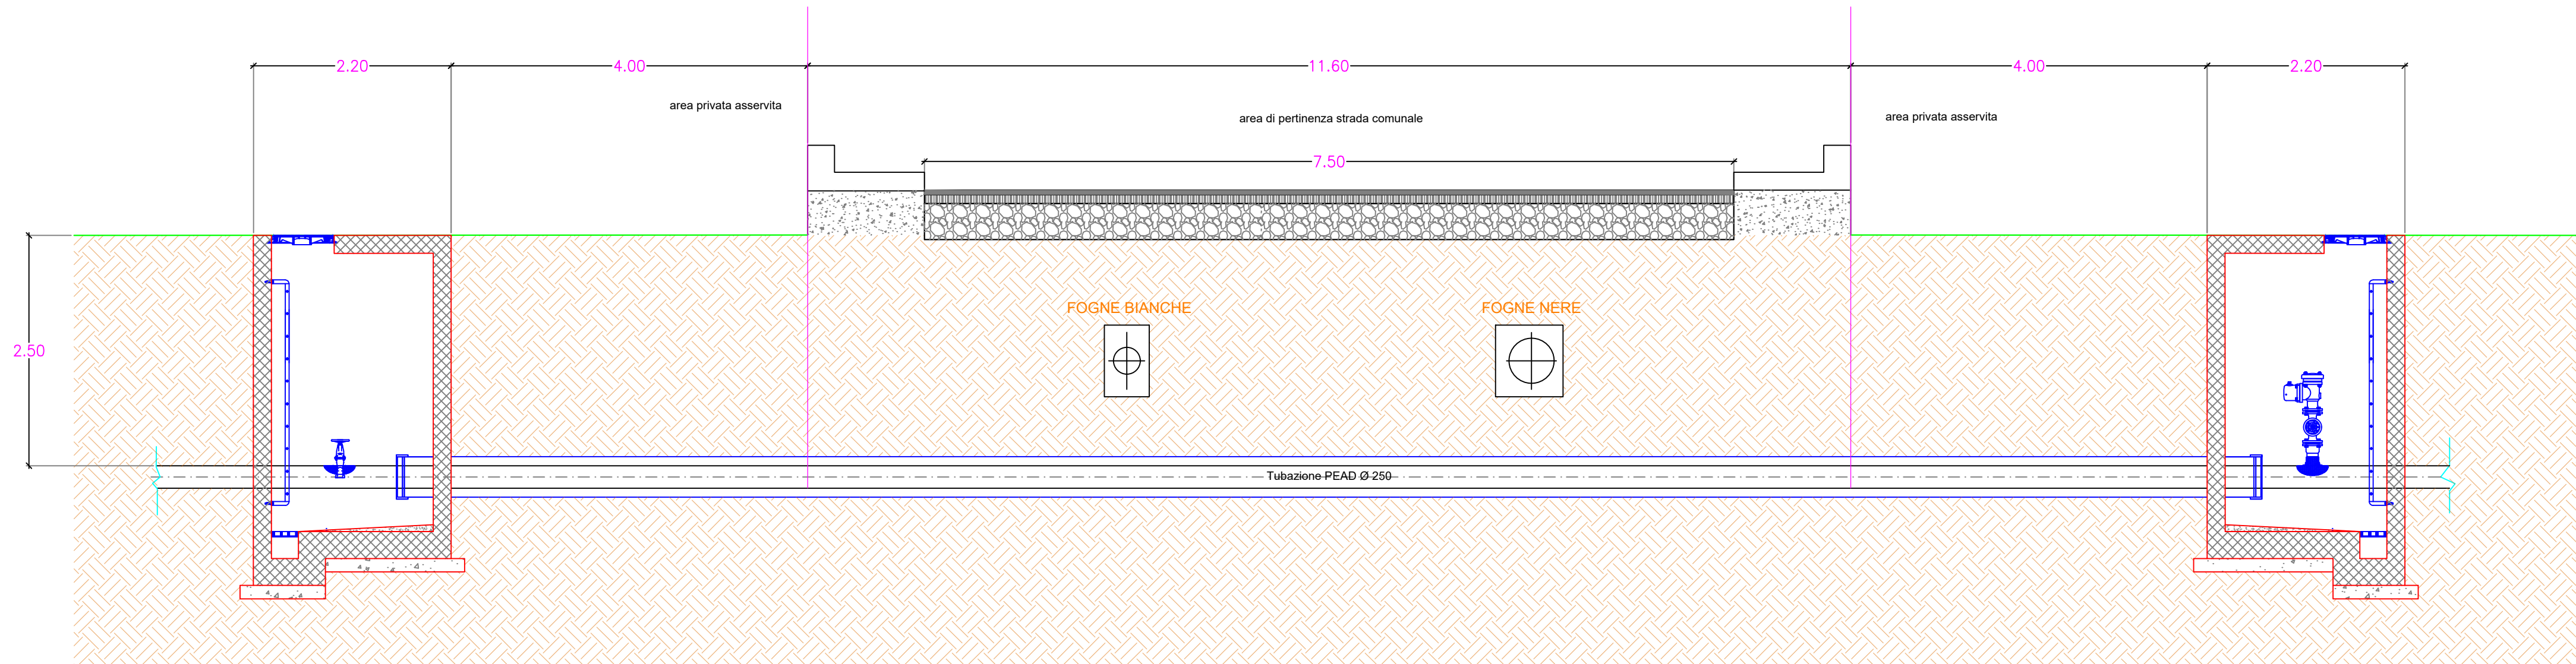 2.20
4.00
11.60
4.00
2.20
area privata asservita
area di pertinenza strada comunale
area privata asservita
7.50
FOGNE BIANCHE
FOGNE NERE
2.50
Tubazione PEAD Ø 250